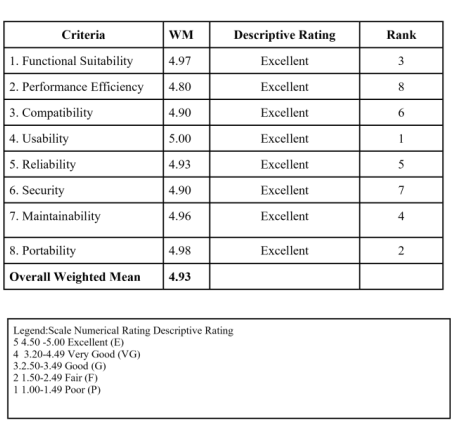 Criteria WM Descriptive Rating Rank
1. Functional Suitability 4.97 Excellent 3
2. Performance Efficiency 4.80 Excellent 8
3. Compatibility 4.90 Excellent 6
4. Usability 5.00 Excellent 1
5. Reliability 4.93 Excellent 5
6. Security 4.90 Excellent 7
7. Maintainability 4.96 Excellent 4
8. Portability 4.98 Excellent 2
Overall Weighted Mean 4.93
Legend:Scale Numerical Rating Descriptive Rating
5 4.50 -5.00 Excellent (E)
4 3.20-4.49 Very Good (VG)
3.2.50-3.49 Good (G)
2 1.50-2.49 Fair (F)
1 1.00-1.49 Poor (P)